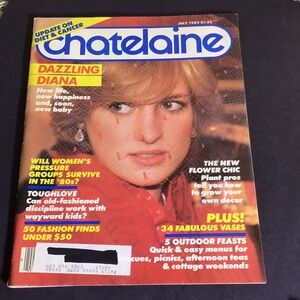 UPDATE ON
DIET & CANCER
JULY 1982 $1.25
chatelaine
DAZZLING
DIANA
New life,
new happiness
and, soon,
new baby
WILL WOMEN'S
PRESSURE
GROUPS SURVIVE
IN THE '80s?
TOUGHLOVE
Can old-fashioned
discipline work with
wayward kids?
50 FASHION FINDS
UNDER $50
THE NEW
FLOWER CHIC
Plant pros
tell you how
to grow your
own decor
PLUS!
34 FABULOUS VASES
5 OUTDOOR FEASTS
Quick & easy menus for
cues, picnics, afternoon teas
& cottage weekends